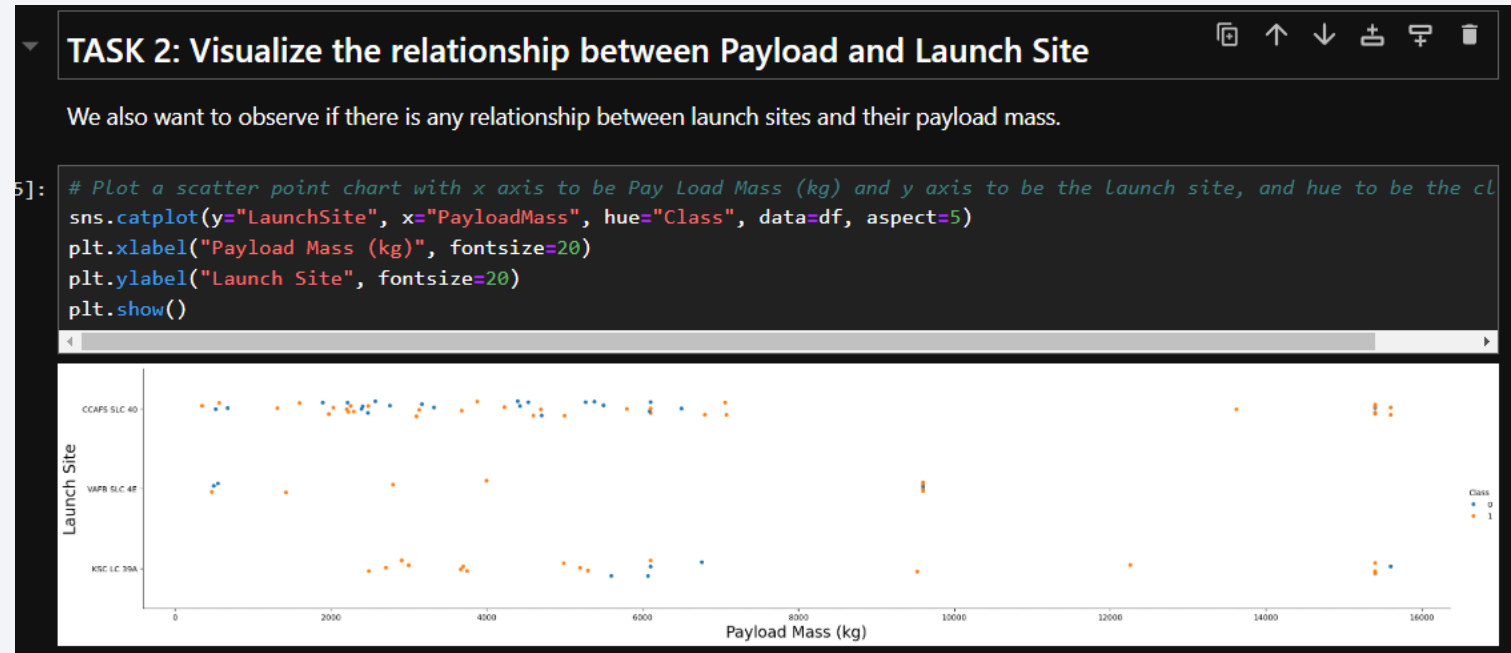 TASK 2: Visualize the relationship between Payload and Launch Site
We also want to observe if there is any relationship between launch sites and their payload mass.
5]:
# Plot a scatter point chart with x axis to be Pay Load Mass (kg) and y axis to be the launch site, and hue to be the cl
sns.catplot(y="LaunchSite", x="PayloadMass", hue="Class", data=df, aspect=5)
plt.xlabel("Payload Mass (kg)", fontsize=20)
plt.ylabel("Launch Site", fontsize=20)
plt.show()
Launch Site
CCAFS SLC 40
VAFB SLC 4E
KSC LC 39A
Class
0
1
0 2000 4000 6000 8000 10000 12000 14000 16000
Payload Mass (kg)